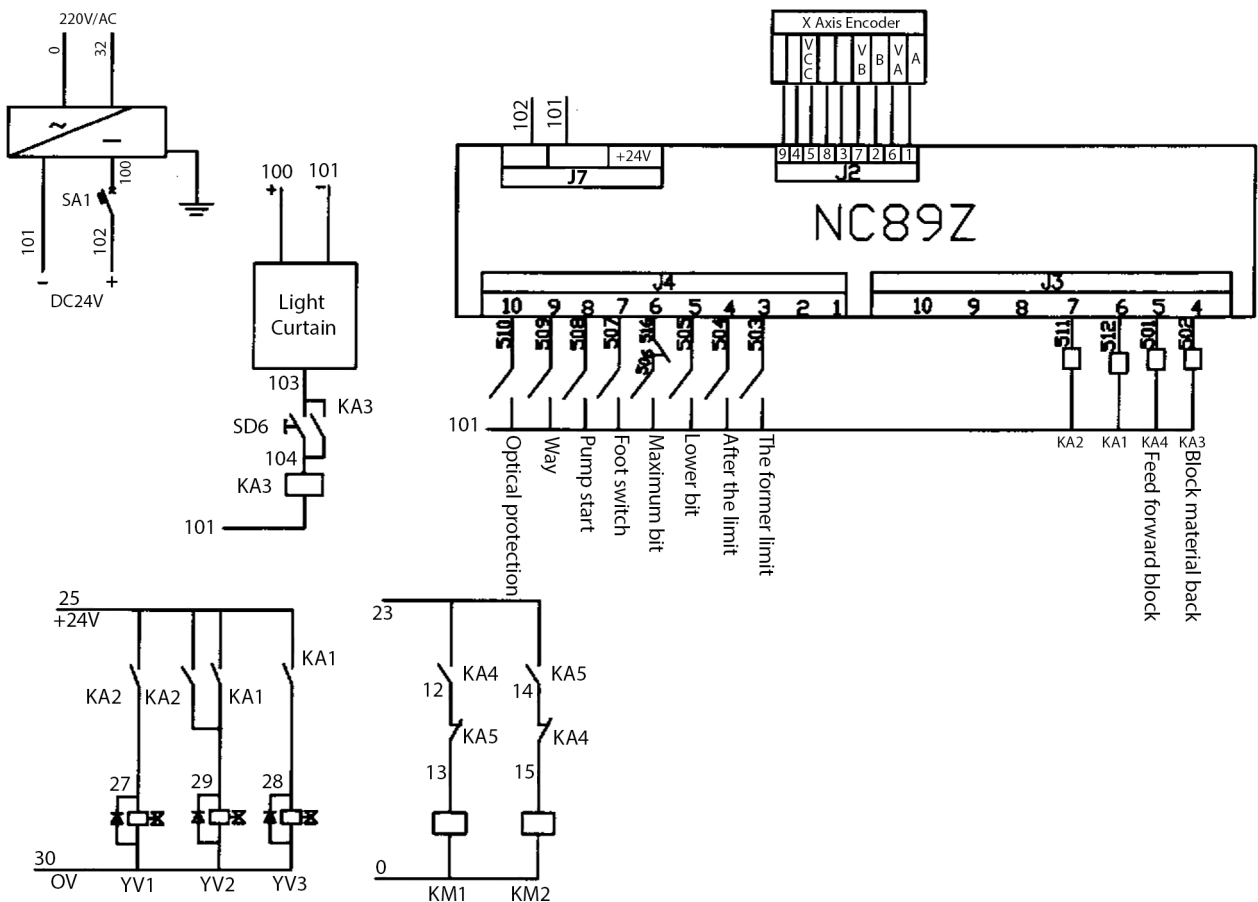 220V/AC
0
32
~
100
SA1
101
102
-
+
DC24V
100
101
+
-
Light
Curtain
103
KA3
SD6
104
KA3
101
X Axis Encoder
VCC
VB
B
VA
A
102
101
+24V
J7
9 4 5 8 3 7 2 6 1
J2
NC89Z
J4
10 9 8 7 6 5 4 3 2 1
J3
10 9 8 7 6 5 4
510
509
508
507
516
506
505
504
503
511
512
501
502
101
Optical protection
Way
Pump start
Foot switch
Maximum bit
Lower bit
After the limit
The former limit
KA2
KA1
KA4
KA3
Feed forward block
Block material back
25
+24V
KA2
KA2
KA1
KA1
27
29
28
30
OV
YV1
YV2
YV3
23
KA4
KA5
12
14
KA5
KA4
13
15
0
KM1
KM2